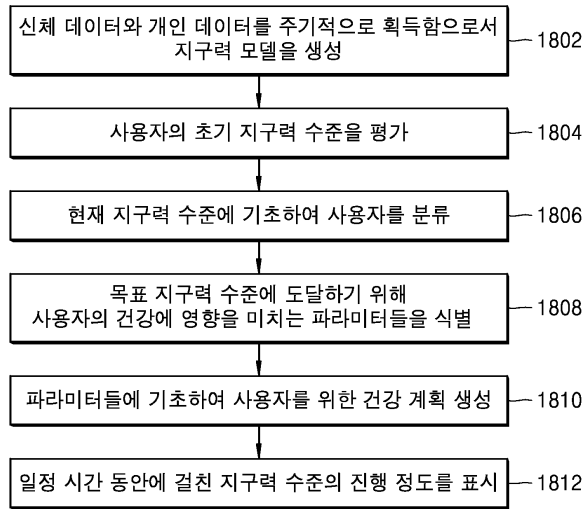 신체 데이터와 개인 데이터를 주기적으로 획득함으로서
지구력 모델을 생성
1802
사용자의 초기 지구력 수준을 평가
1804
현재 지구력 수준에 기초하여 사용자를 분류
1806
목표 지구력 수준에 도달하기 위해
사용자의 건강에 영향을 미치는 파라미터들을 식별
1808
파라미터들에 기초하여 사용자를 위한 건강 계획 생성
1810
일정 시간 동안에 걸친 지구력 수준의 진행 정도를 표시
1812